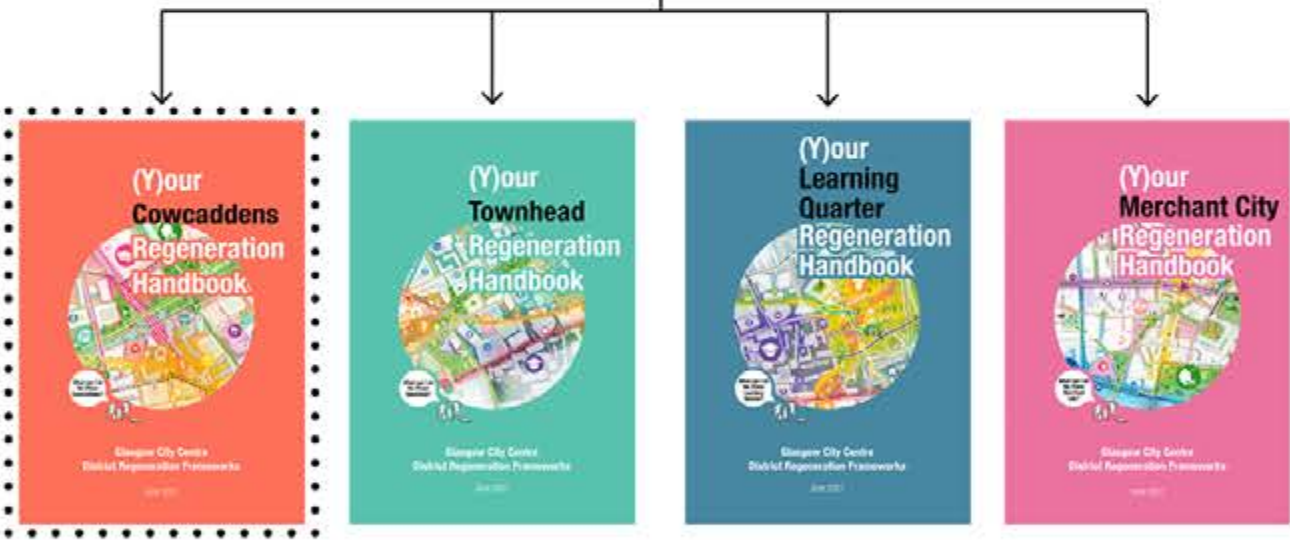 (Y)our
Cowcaddens
Regeneration
Handbook
Glasgow City Centre
District Regeneration Frameworks
(Y)our
Townhead
Regeneration
Handbook
Glasgow City Centre
District Regeneration Frameworks
(Y)our
Learning
Quarter
Regeneration
Handbook
Glasgow City Centre
District Regeneration Frameworks
(Y)our
Merchant City
Regeneration
Handbook
Glasgow City Centre
District Regeneration Frameworks